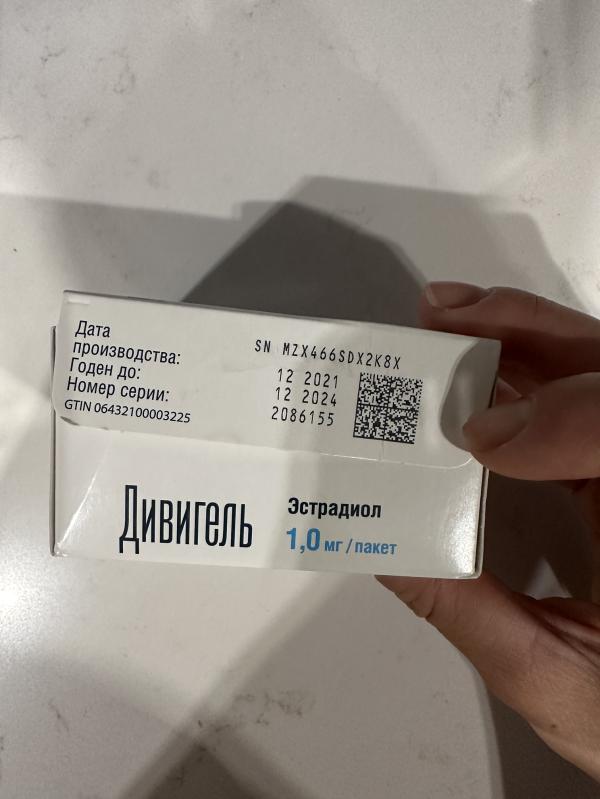 Дата
производства:
Годен до:
Номер серии:
GTIN 06432100003225
SN MZX466SDX2K8X
12 2021
12 2024
2086155
Дивигель
Эстрадиол
1,0 мг/пакет